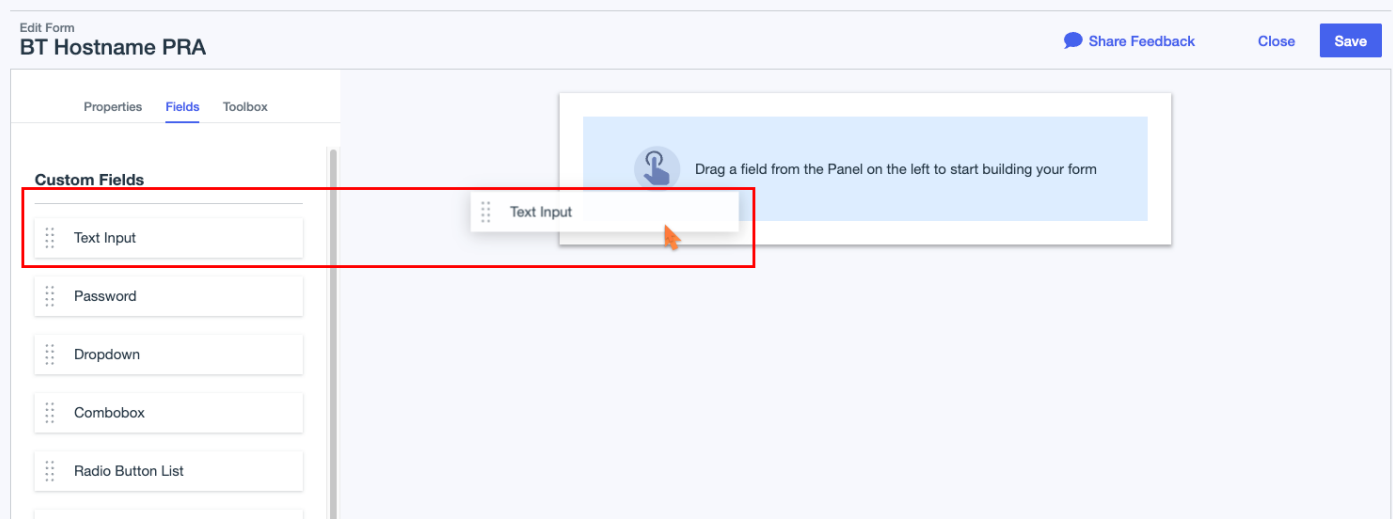 Edit Form
BT Hostname PRA
Share Feedback
Close
Save
Properties
Fields
Toolbox
Drag a field from the Panel on the left to start building your form
Custom Fields
Text Input
Text Input
Password
Dropdown
Combobox
Radio Button List